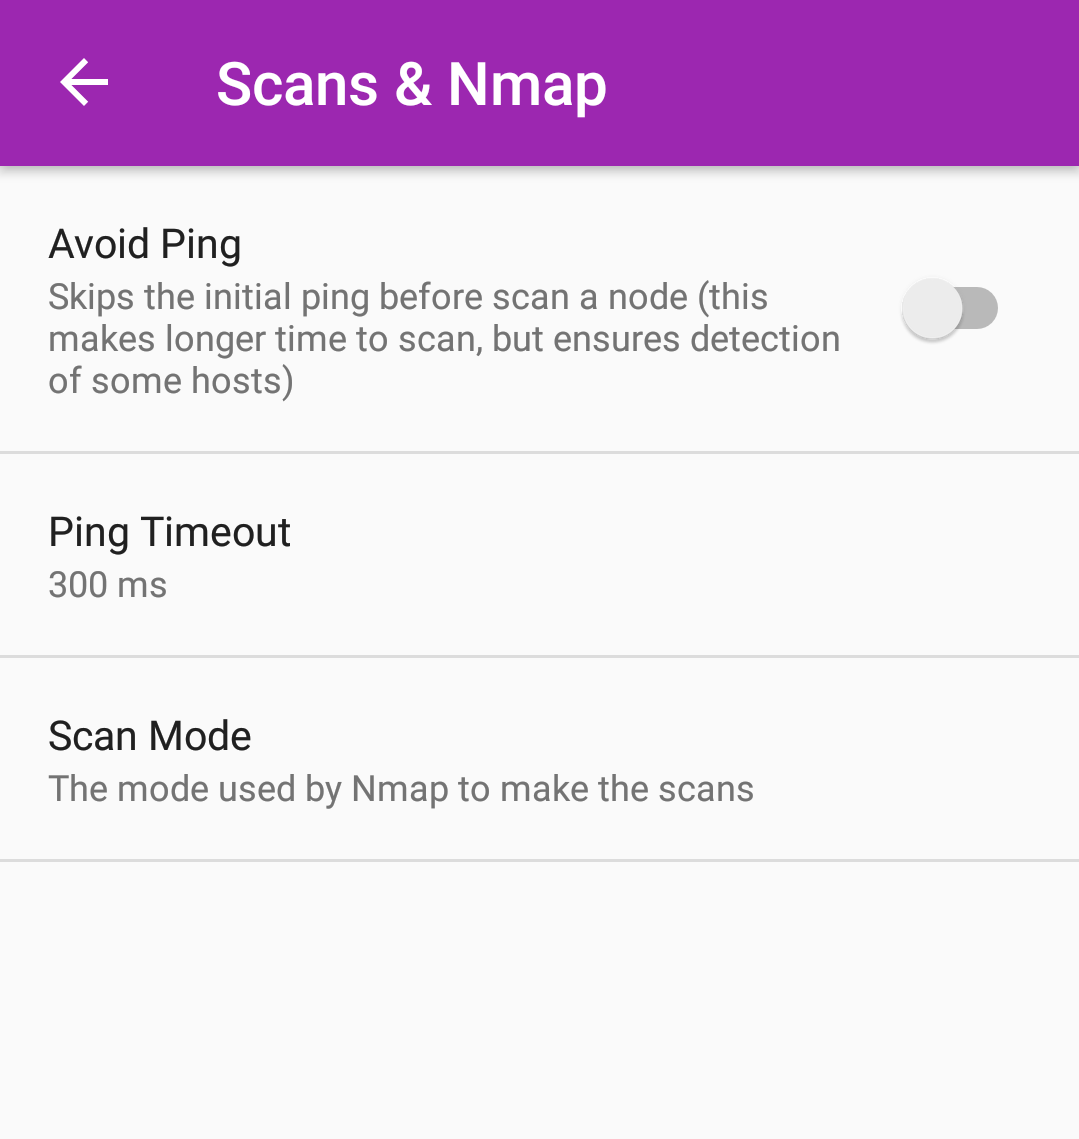 Scans & Nmap
Avoid Ping
Skips the initial ping before scan a node (this
makes longer time to scan, but ensures detection
of some hosts)
Ping Timeout
300 ms
Scan Mode
The mode used by Nmap to make the scans